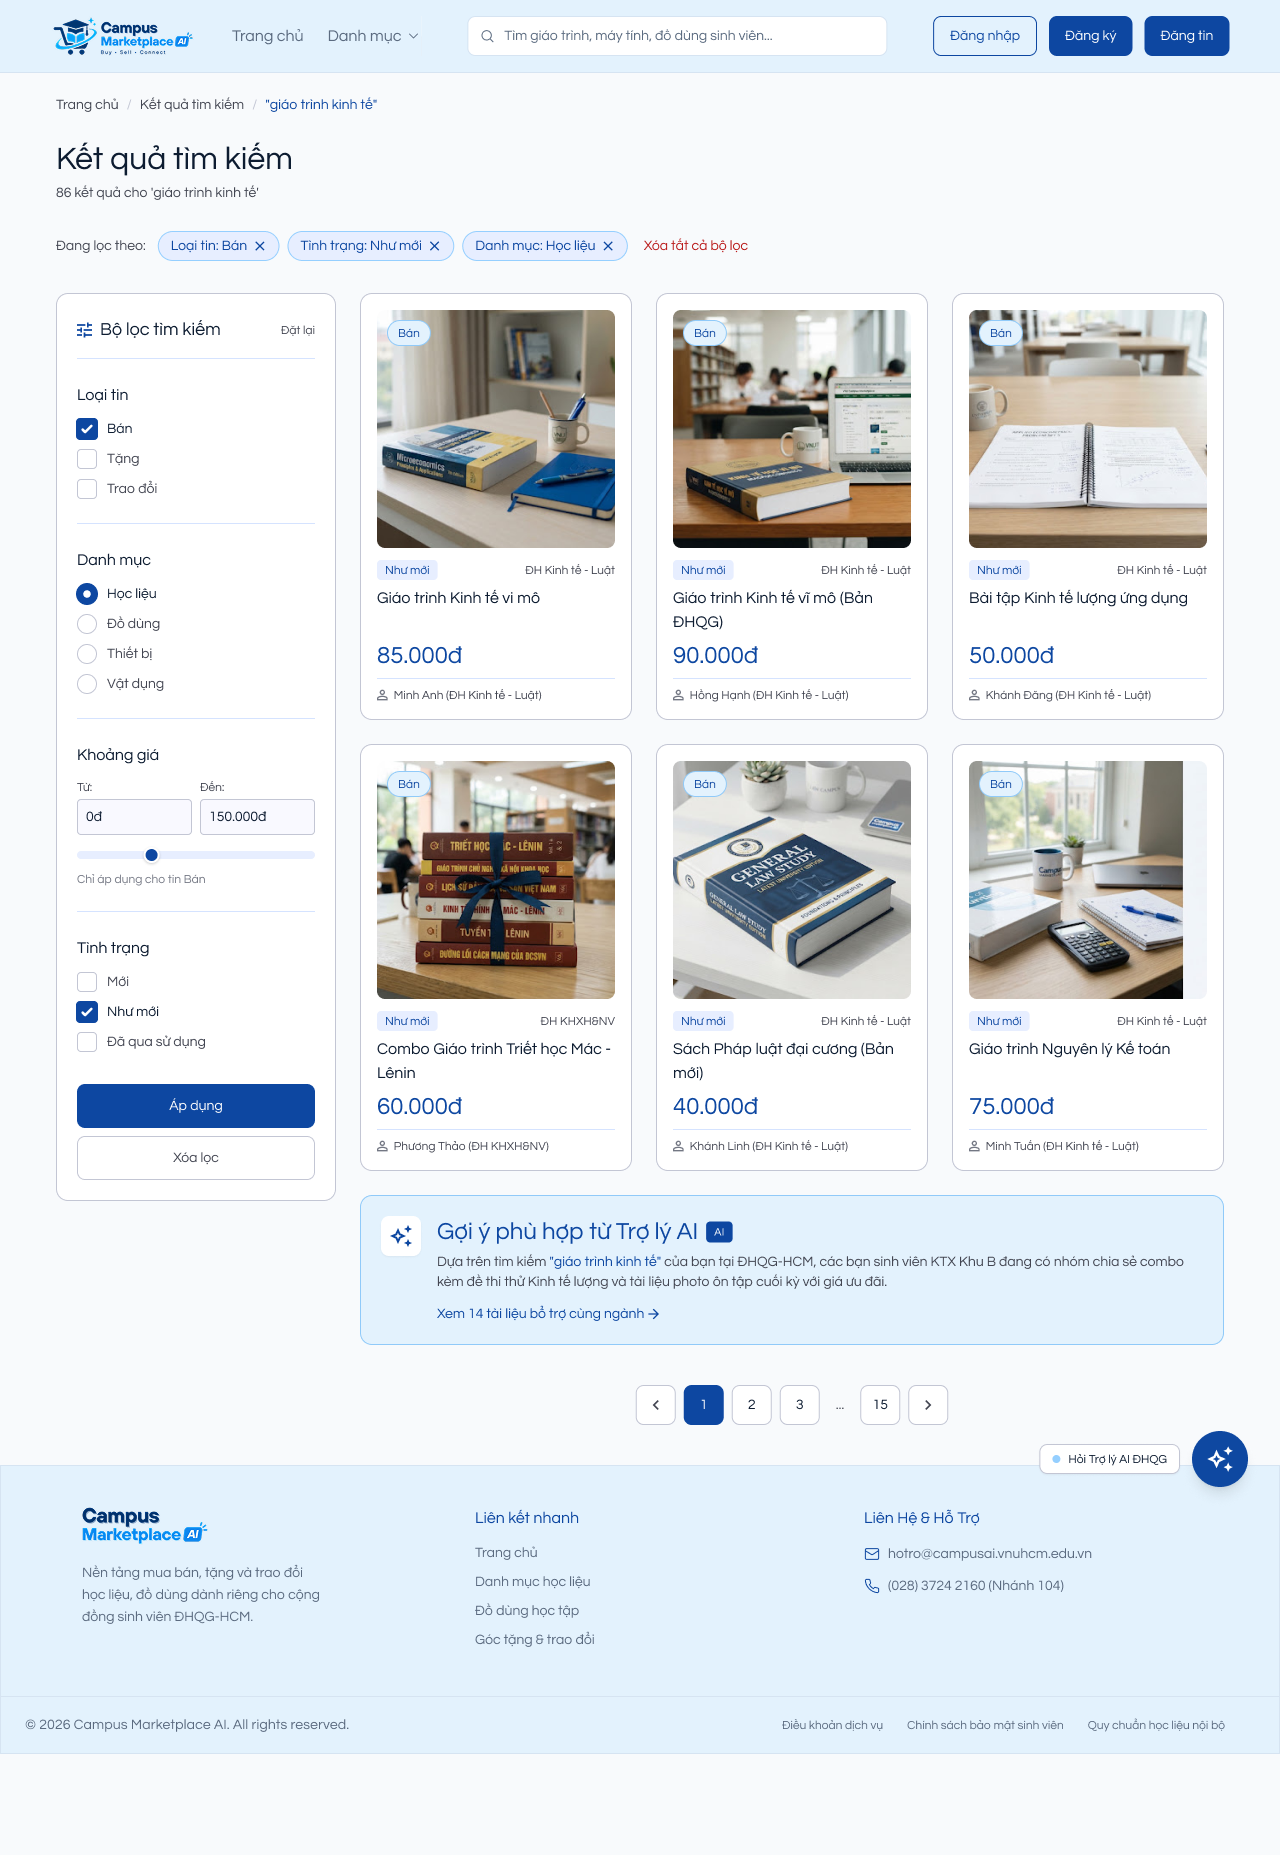 Campus
Marketplace AI
Buy • Sell • Connect
Trang chủ
Danh mục
Tìm giáo trình, máy tính, đồ dùng sinh viên...
Đăng nhập
Đăng ký
Đăng tin
Trang chủ / Kết quả tìm kiếm / "giáo trình kinh tế"
Kết quả tìm kiếm
86 kết quả cho 'giáo trình kinh tế'
Đang lọc theo:
Loại tin: Bán
Tình trạng: Như mới
Danh mục: Học liệu
Xóa tất cả bộ lọc
Bộ lọc tìm kiếm
Đặt lại
Loại tin
Bán
Tặng
Trao đổi
Danh mục
Học liệu
Đồ dùng
Thiết bị
Vật dụng
Khoảng giá
Từ:
Đến:
0đ
150.000đ
Chỉ áp dụng cho tin Bán
Tình trạng
Mới
Như mới
Đã qua sử dụng
Áp dụng
Xóa lọc
Bán
Microeconomics
Như mới
ĐH Kinh tế - Luật
Giáo trình Kinh tế vi mô
85.000đ
Minh Anh (ĐH Kinh tế - Luật)
Bán
Như mới
ĐH Kinh tế - Luật
Giáo trình Kinh tế vĩ mô (Bản
ĐHQG)
90.000đ
Hồng Hạnh (ĐH Kinh tế - Luật)
Bán
Như mới
ĐH Kinh tế - Luật
Bài tập Kinh tế lượng ứng dụng
50.000đ
Khánh Đăng (ĐH Kinh tế - Luật)
Bán
TRIẾT HỌC MÁC - LÊNIN
Như mới
ĐH KHXH&NV
Combo Giáo trình Triết học Mác -
Lênin
60.000đ
Phương Thảo (ĐH KHXH&NV)
Bán
GENERAL
LAW STUDY
LATEST UNIVERSITY EDITION
FOUNDATIONS & PRINCIPLES
Như mới
ĐH Kinh tế - Luật
Sách Pháp luật đại cương (Bản
mới)
40.000đ
Khánh Linh (ĐH Kinh tế - Luật)
Bán
Campus
Như mới
ĐH Kinh tế - Luật
Giáo trình Nguyên lý Kế toán
75.000đ
Minh Tuấn (ĐH Kinh tế - Luật)
Gợi ý phù hợp từ Trợ lý AI
AI
Dựa trên tìm kiếm "giáo trình kinh tế" của bạn tại ĐHQG-HCM, các bạn sinh viên KTX Khu B đang có nhóm chia sẻ combo
kèm đề thi thử Kinh tế lượng và tài liệu photo ôn tập cuối kỳ với giá ưu đãi.
Xem 14 tài liệu bổ trợ cùng ngành
1
2
3
...
15
Hỏi Trợ lý AI ĐHQG
Campus
Marketplace AI
Nền tảng mua bán, tặng và trao đổi
học liệu, đồ dùng dành riêng cho cộng
đồng sinh viên ĐHQG-HCM.
Liên kết nhanh
Trang chủ
Danh mục học liệu
Đồ dùng học tập
Góc tặng & trao đổi
Liên Hệ & Hỗ Trợ
hotro@campusai.vnuhcm.edu.vn
(028) 3724 2160 (Nhánh 104)
© 2026 Campus Marketplace AI. All rights reserved.
Điều khoản dịch vụ
Chính sách bảo mật sinh viên
Quy chuẩn học liệu nội bộ